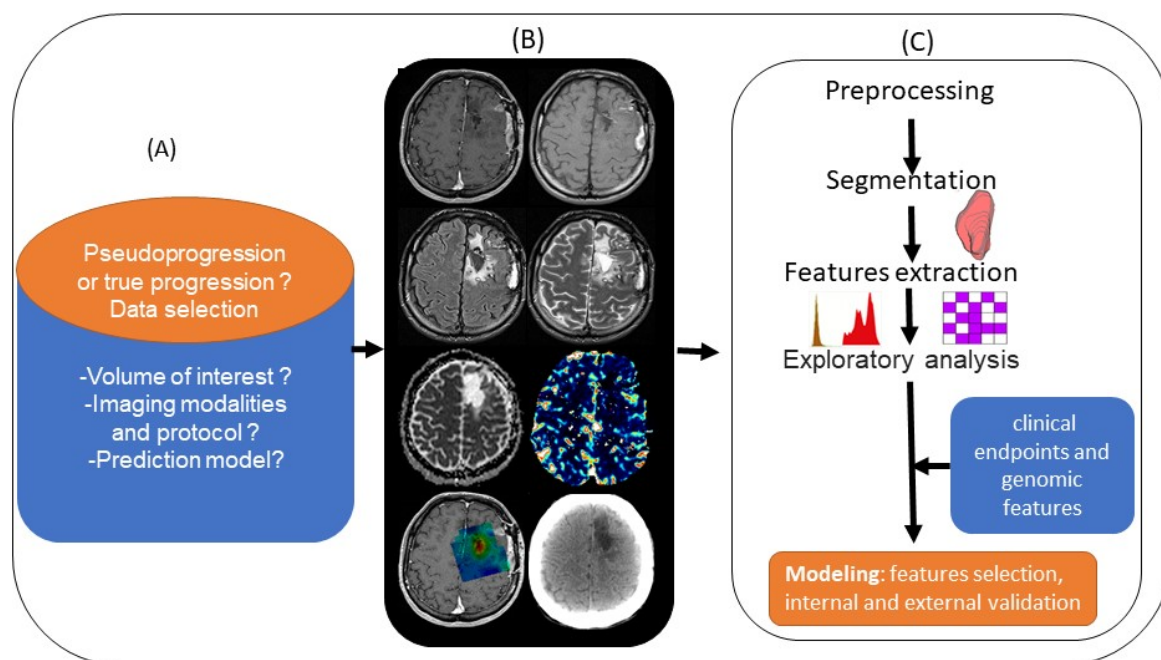 (A)
Pseudoprogression
or true progression ?
Data selection
-Volume of interest ?
-Imaging modalities
and protocol ?
-Prediction model?
(B)
(C)
Preprocessing
Segmentation
Features extraction
Exploratory analysis
clinical
endpoints and
genomic
features
Modeling: features selection,
internal and external validation